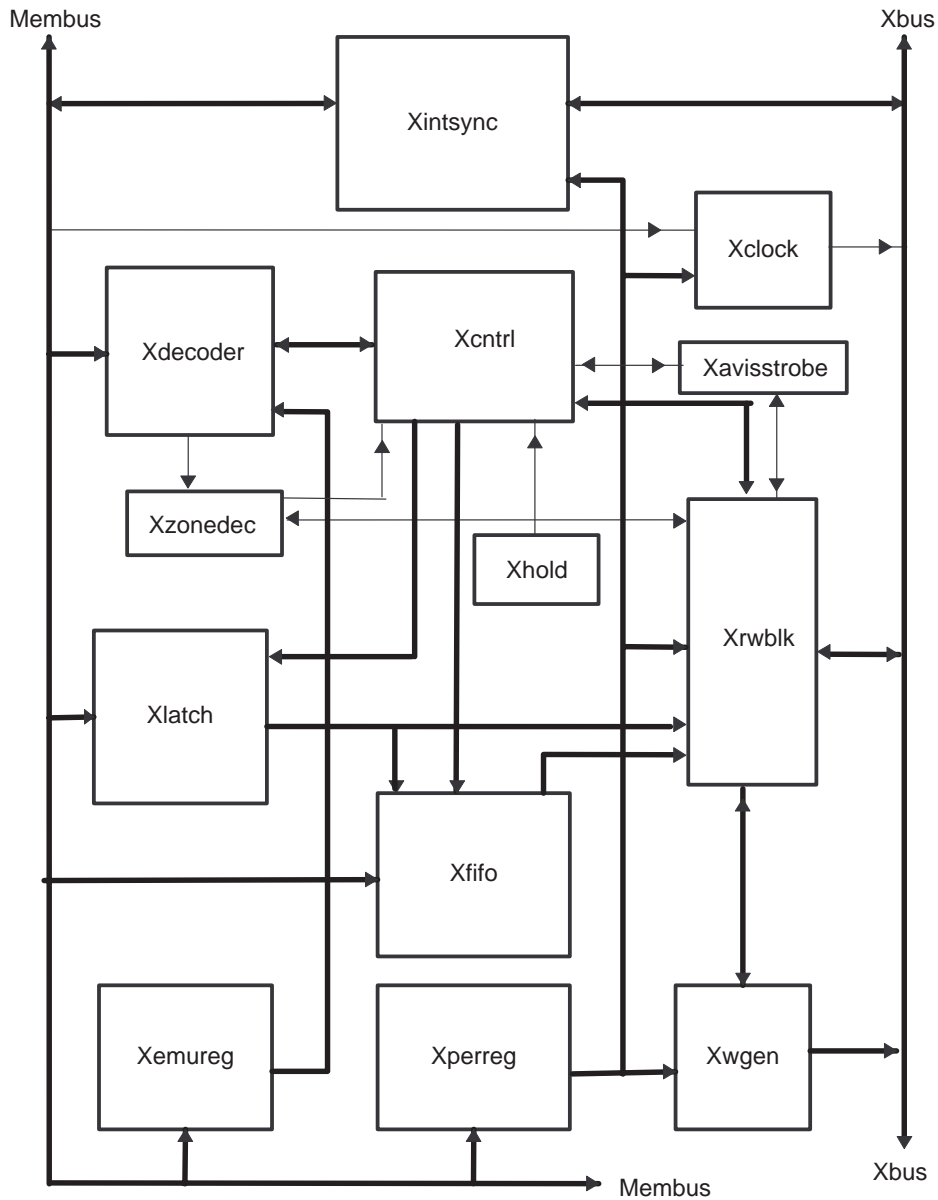 Membus
Xbus
Xintsync
Xclock
Xdecoder
Xcntrl
Xavisstrobe
Xzonedec
Xhold
Xrwblk
Xlatch
Xfifo
Xemureg
Xperreg
Xwgen
Xbus
Membus